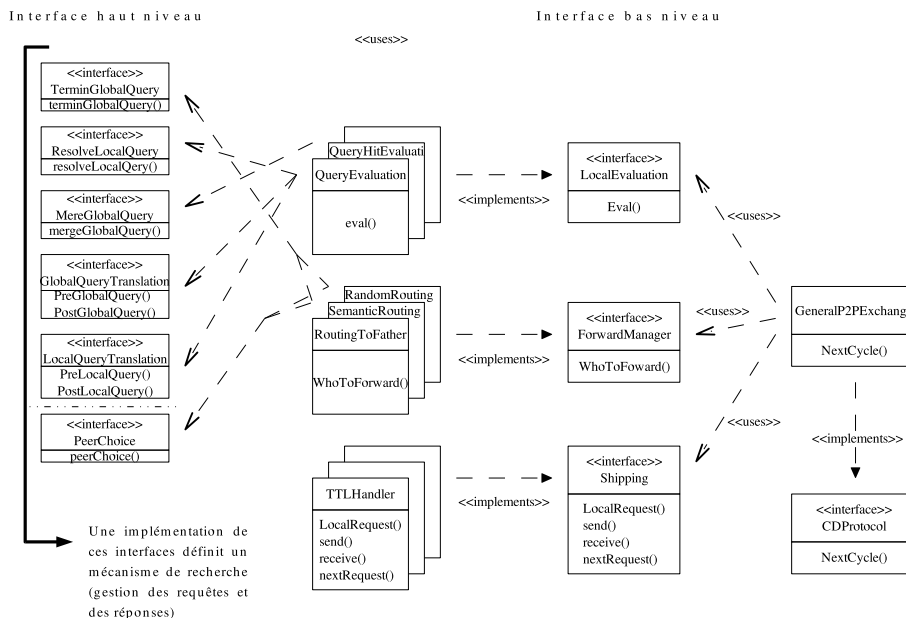 Interface haut niveau
Interface bas niveau
<<uses>>
<<interface>>
TerminGlobalQuery
terminGlobalQuery()
<<interface>>
ResolveLocalQuery
resolveLocalQery()
<<interface>>
MereGlobalQuery
mergeGlobalQuery()
<<interface>>
GlobalQueryTranslation
PreGlobalQuery()
PostGlobalQuery()
<<interface>>
LocalQueryTranslation
PreLocalQuery()
PostLocalQuery()
<<interface>>
PeerChoice
peerChoice()
Une implémentation de
ces interfaces définit un
mécanisme de recherche
(gestion des requêtes et
des réponses)
QueryHitEvaluati
QueryEvaluation
eval()
RandomRouting
SemanticRouting
RoutingToFather
WhoToForward()
TTLHandler
LocalRequest()
send()
receive()
nextRequest()
<<implements>>
<<implements>>
<<implements>>
<<interface>>
LocalEvaluation
Eval()
<<interface>>
ForwardManager
WhoToFoward()
<<interface>>
Shipping
LocalRequest()
send()
receive()
nextRequest()
<<uses>>
<<uses>>
<<uses>>
GeneralP2PExchang
NextCycle()
<<implements>>
<<interface>>
CDProtocol
NextCycle()